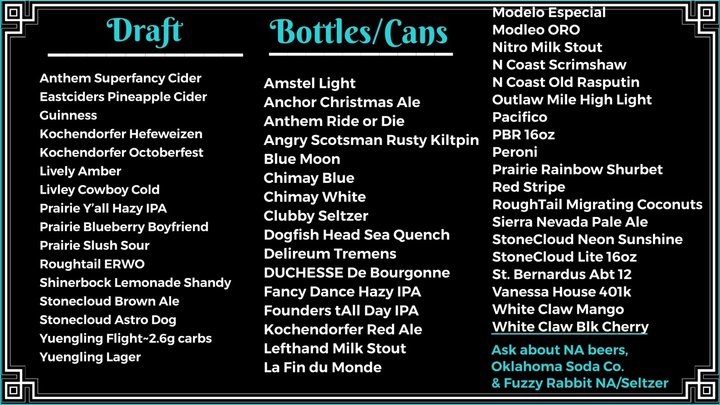 Draft
Anthem Superfancy Cider
Eastciders Pineapple Cider
Guinness
Kochendorfer Hefeweizen
Kochendorfer Octoberfest
Lively Amber
Livley Cowboy Cold
Prairie Y'all Hazy IPA
Prairie Blueberry Boyfriend
Prairie Slush Sour
Roughtail ERWO
Shinerbock Lemonade Shandy
Stonecloud Brown Ale
Stonecloud Astro Dog
Yuengling Flight~2.6g carbs
Yuengling Lager
Bottles/Cans
Amstel Light
Anchor Christmas Ale
Anthem Ride or Die
Angry Scotsman Rusty Kiltpin
Blue Moon
Chimay Blue
Chimay White
Clubby Seltzer
Dogfish Head Sea Quench
Delireum Tremens
DUCHESSE De Bourgonne
Fancy Dance Hazy IPA
Founders tAll Day IPA
Kochendorfer Red Ale
Lefthand Milk Stout
La Fin du Monde
Modelo Especial
Modleo ORO
Nitro Milk Stout
N Coast Scrimshaw
N Coast Old Rasputin
Outlaw Mile High Light
Pacifico
PBR 16oz
Peroni
Prairie Rainbow Shurbet
Red Stripe
RoughTail Migrating Coconuts
Sierra Nevada Pale Ale
StoneCloud Neon Sunshine
StoneCloud Lite 16oz
St. Bernardus Abt 12
Vanessa House 401k
White Claw Mango
White Claw Blk Cherry
Ask about NA beers,
Oklahoma Soda Co.
& Fuzzy Rabbit NA/Seltzer